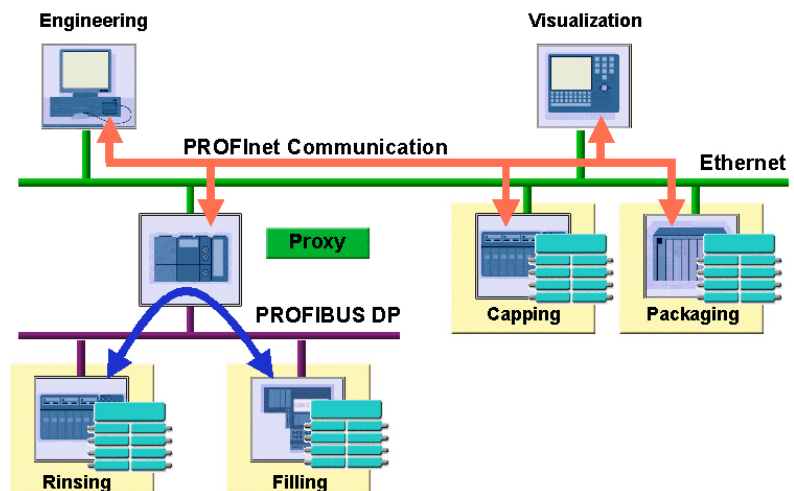 Engineering
Visualization
PROFInet Communication
Ethernet
Proxy
PROFIBUS DP
Capping
Packaging
Rinsing
Filling